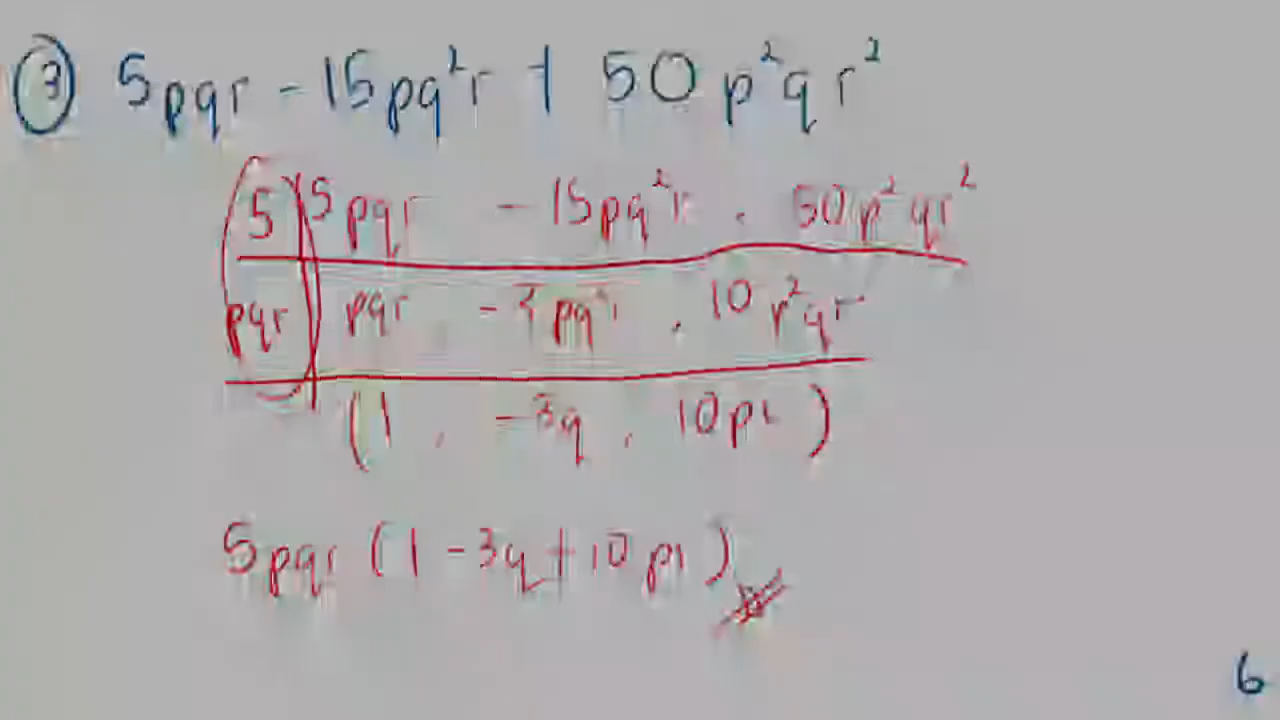 ③ 5pqr - 15pq²r + 50p²qr²
5 5pqr - 15pq²r . 50p²qr²
pqr pqr - 3pq²r . 10p²qr²
(1 , -3q , 10pr)
5pqr (1 - 3q + 10pr)
6